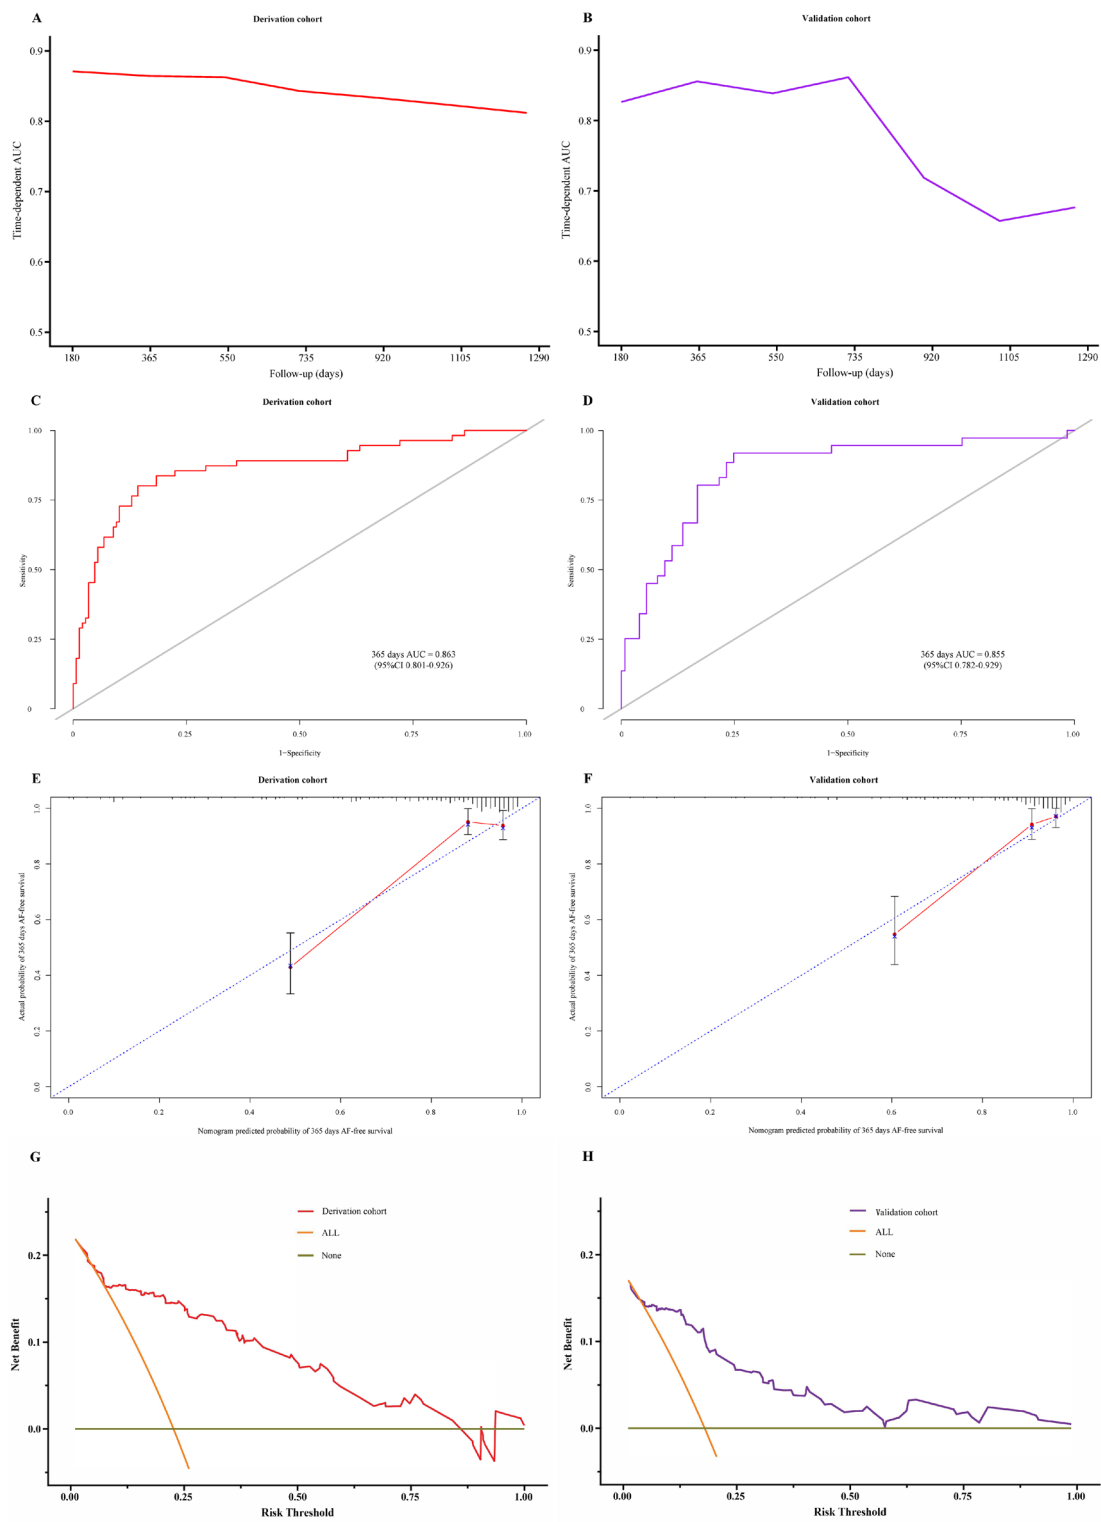 A
Derivation cohort
0.9
0.8
0.7
0.6
0.5
Time-dependent AUC
180
365
550
735
920
1105
1290
Follow-up (days)
B
Validation cohort
0.9
0.8
0.7
0.6
0.5
Time-dependent AUC
180
365
550
735
920
1105
1290
Follow-up (days)
C
Derivation cohort
1.00
0.75
0.50
0.25
0
Sensitivity
365 days AUC = 0.863
(95%CI 0.801-0.926)
0
0.25
0.50
0.75
1.00
1−Specificity
D
Validation cohort
1.00
0.75
0.50
0.25
0
Sensitivity
365 days AUC = 0.855
(95%CI 0.782-0.929)
0
0.25
0.50
0.75
1.00
1−Specificity
E
Derivation cohort
1.0
0.8
0.6
0.4
0.2
0.0
Actual probability of 365 days AF-free survival
0.0
0.2
0.4
0.6
0.8
1.0
Nomogram predicted probability of 365 days AF-free survival
F
Validation cohort
1.0
0.8
0.6
0.4
0.2
0.0
Actual probability of 365 days AF-free survival
0.0
0.2
0.4
0.6
0.8
1.0
Nomogram predicted probability of 365 days AF-free survival
G
Derivation cohort
ALL
None
0.2
0.1
0.0
Net Benefit
0.00
0.25
0.50
0.75
1.00
Risk Threshold
H
Validation cohort
ALL
None
0.2
0.1
0.0
Net Benefit
0.00
0.25
0.50
0.75
1.00
Risk Threshold